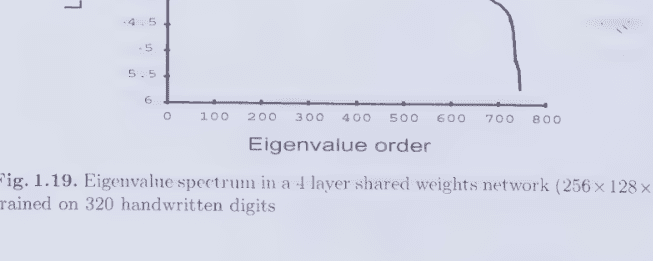 -4.5
-5
5.5
6
0 100 200 300 400 500 600 700 800
Eigenvalue order
Fig. 1.19. Eigenvalue spectrum in a 4 layer shared weights network (256 × 128 ×
rained on 320 handwritten digits